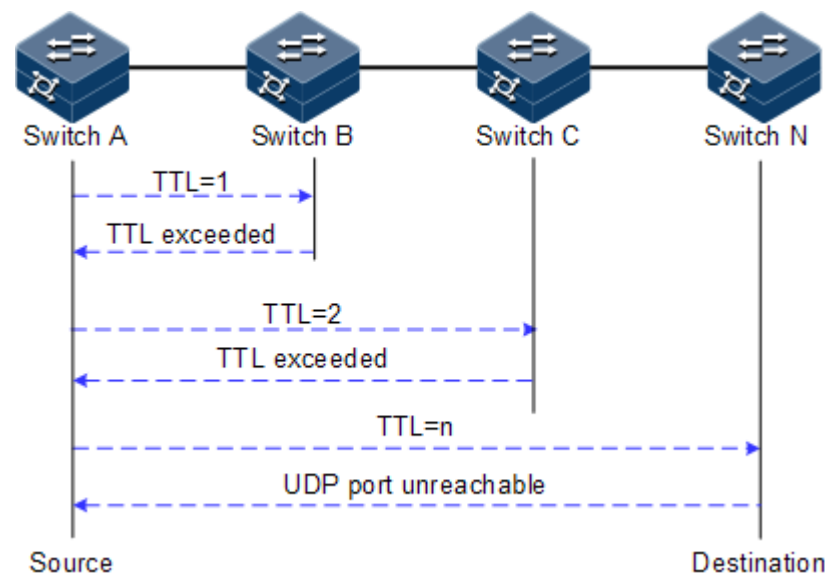 Switch A
Switch B
Switch C
Switch N
TTL=1
TTL exceeded
TTL=2
TTL exceeded
TTL=n
UDP port unreachable
Source
Destination